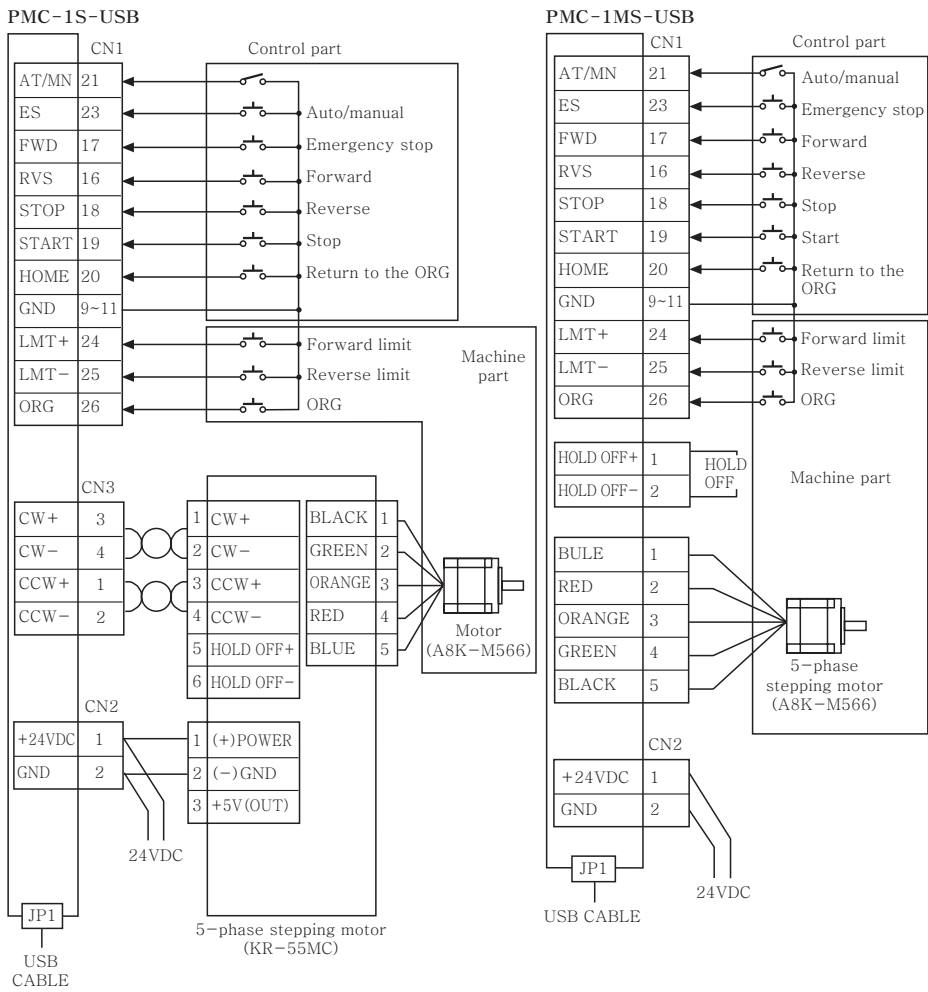 PMC-1S-USB
CN1
Control part
AT/MN 21
ES 23 Auto/manual
FWD 17 Emergency stop
RVS 16 Forward
STOP 18 Reverse
START 19 Stop
HOME 20 Return to the ORG
GND 9~11
LMT+ 24 Forward limit
LMT- 25 Reverse limit
ORG 26 ORG
Machine
part
CN3
CW+ 3
CW- 4
CCW+ 1
CCW- 2
1 CW+
2 CW-
3 CCW+
4 CCW-
5 HOLD OFF+
6 HOLD OFF-
BLACK 1
GREEN 2
ORANGE 3
RED 4
BLUE 5
Motor
(A8K-M566)
CN2
+24VDC 1
GND 2
1 (+)POWER
2 (-)GND
3 +5V(OUT)
24VDC
JP1
USB
CABLE
5-phase stepping motor
(KR-55MC)
PMC-1MS-USB
CN1
Control part
AT/MN 21 Auto/manual
ES 23 Emergency stop
FWD 17 Forward
RVS 16 Reverse
STOP 18 Stop
START 19 Start
HOME 20 Return to the
ORG
GND 9~11
LMT+ 24 Forward limit
LMT- 25 Reverse limit
ORG 26 ORG
HOLD OFF+ 1
HOLD OFF- 2
HOLD
OFF
Machine part
BULE 1
RED 2
ORANGE 3
GREEN 4
BLACK 5
5-phase
stepping motor
(A8K-M566)
CN2
+24VDC 1
GND 2
24VDC
JP1
USB CABLE